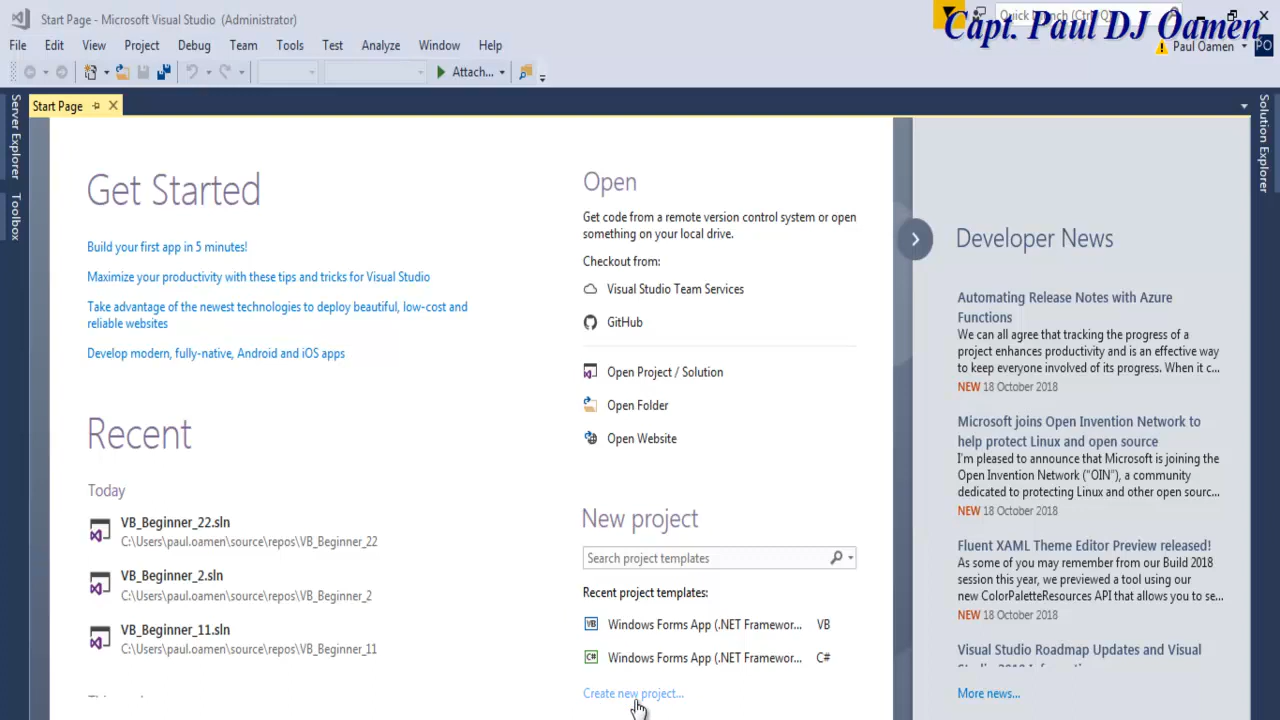 Start Page - Microsoft Visual Studio (Administrator)
Quick Launch (Ctrl+Q)
Capt. Paul DJ Oamen
File Edit View Project Debug Team Tools Test Analyze Window Help
Paul Oamen PO
Attach...
Server Explorer
Toolbox
Start Page
Solution Explorer
Get Started
Build your first app in 5 minutes!
Maximize your productivity with these tips and tricks for Visual Studio
Take advantage of the newest technologies to deploy beautiful, low-cost and
reliable websites
Develop modern, fully-native, Android and iOS apps
Recent
Today
VB_Beginner_22.sln
C:\Users\paul.oamen\source\repos\VB_Beginner_22
VB_Beginner_2.sln
C:\Users\paul.oamen\source\repos\VB_Beginner_2
VB_Beginner_11.sln
C:\Users\paul.oamen\source\repos\VB_Beginner_11
Open
Get code from a remote version control system or open
something on your local drive.
Checkout from:
Visual Studio Team Services
GitHub
Open Project / Solution
Open Folder
Open Website
New project
Search project templates
Recent project templates:
VB Windows Forms App (.NET Framewor... VB
C# Windows Forms App (.NET Framewor... C#
Create new project...
Developer News
Automating Release Notes with Azure
Functions
We can all agree that tracking the progress of a
project enhances productivity and is an effective way
to keep everyone involved of its progress. When it c...
NEW 18 October 2018
Microsoft joins Open Invention Network to
help protect Linux and open source
I'm pleased to announce that Microsoft is joining the
Open Invention Network ("OIN"), a community
dedicated to protecting Linux and other open sourc...
NEW 18 October 2018
Fluent XAML Theme Editor Preview released!
As some of you may remember from our Build 2018
session this year, we previewed a tool using our
new ColorPaletteResources API that allows you to se...
NEW 18 October 2018
Visual Studio Roadmap Updates and Visual
More news...